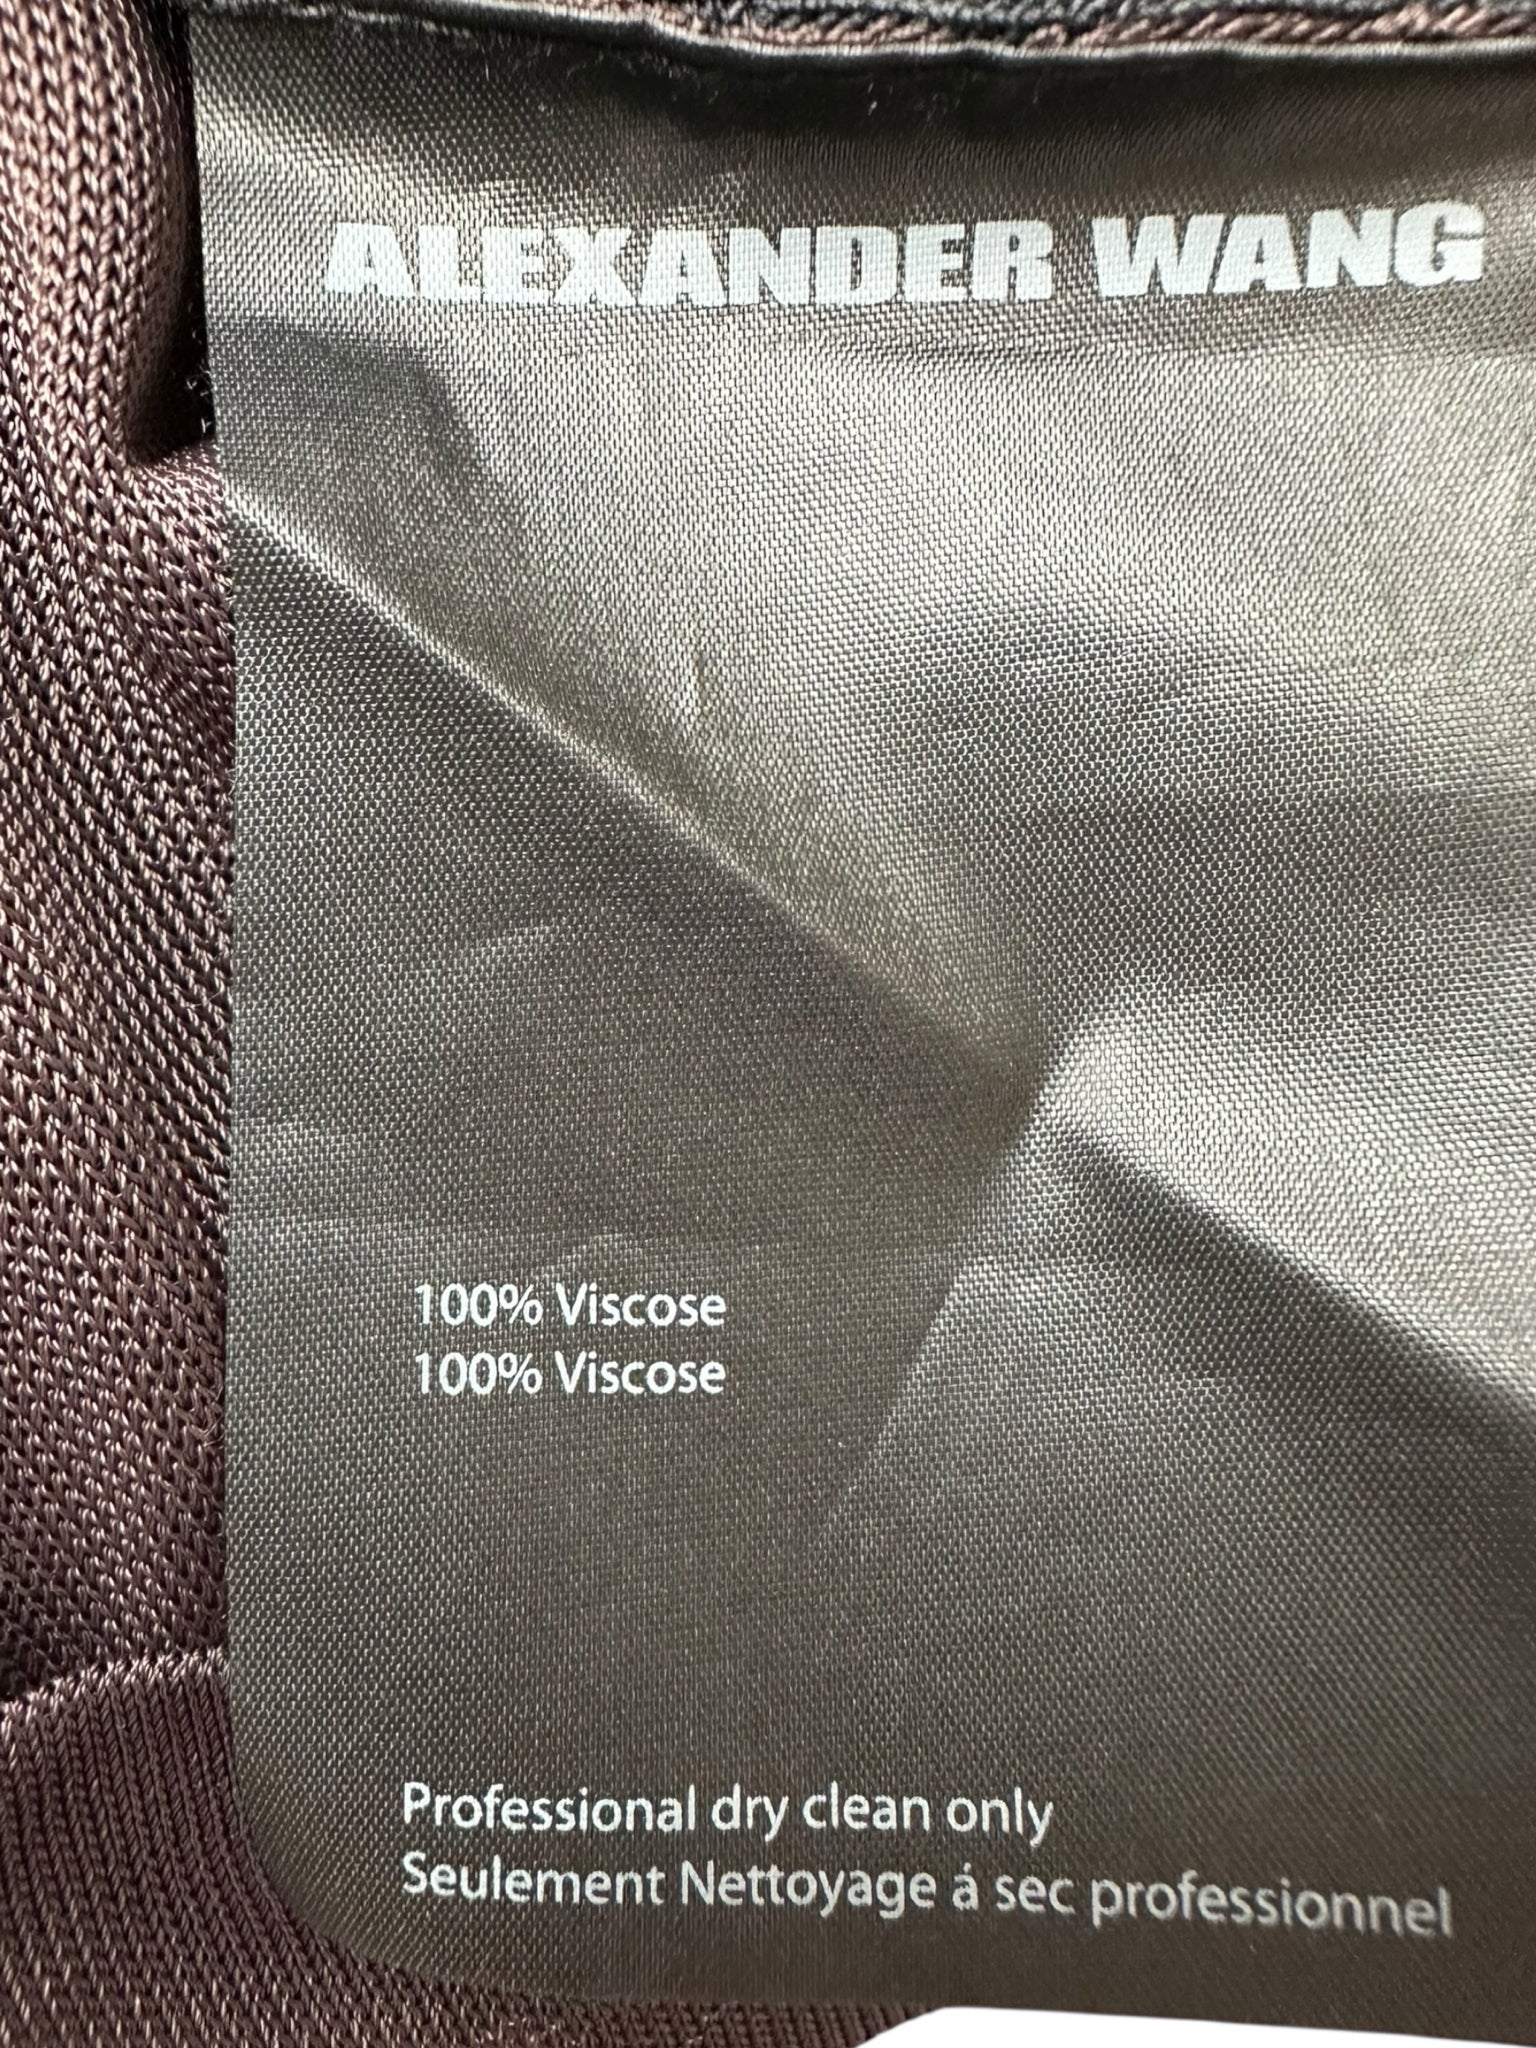 ALEXANDER WANG
100% Viscose
100% Viscose
Professional dry clean only
Seulement Nettoyage á sec professionnel